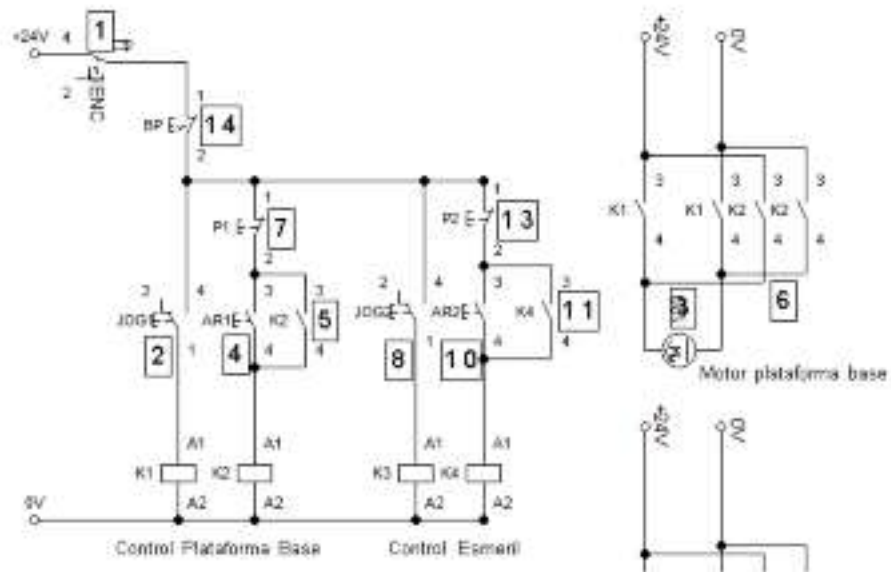 +24V 4 1
2 ENC
1
BP 14
2
1
P1 7
2
1
P2 13
2
2 4 3 3
JOG1 AR1 K2 5
2 1 4 4 4
2 4 3 3
JOG2 AR2 K4 11
8 1 10 4 4
A1 A1 A1 A1
K1 K2 K3 K4
A2 A2 A2 A2
0V
Control Plataforma Base
Control Esmeril
+24V 0V
3 3 3 3
K1 K1 K2 K2
4 4 4 4
6
Motor plataforma base
+24V 0V